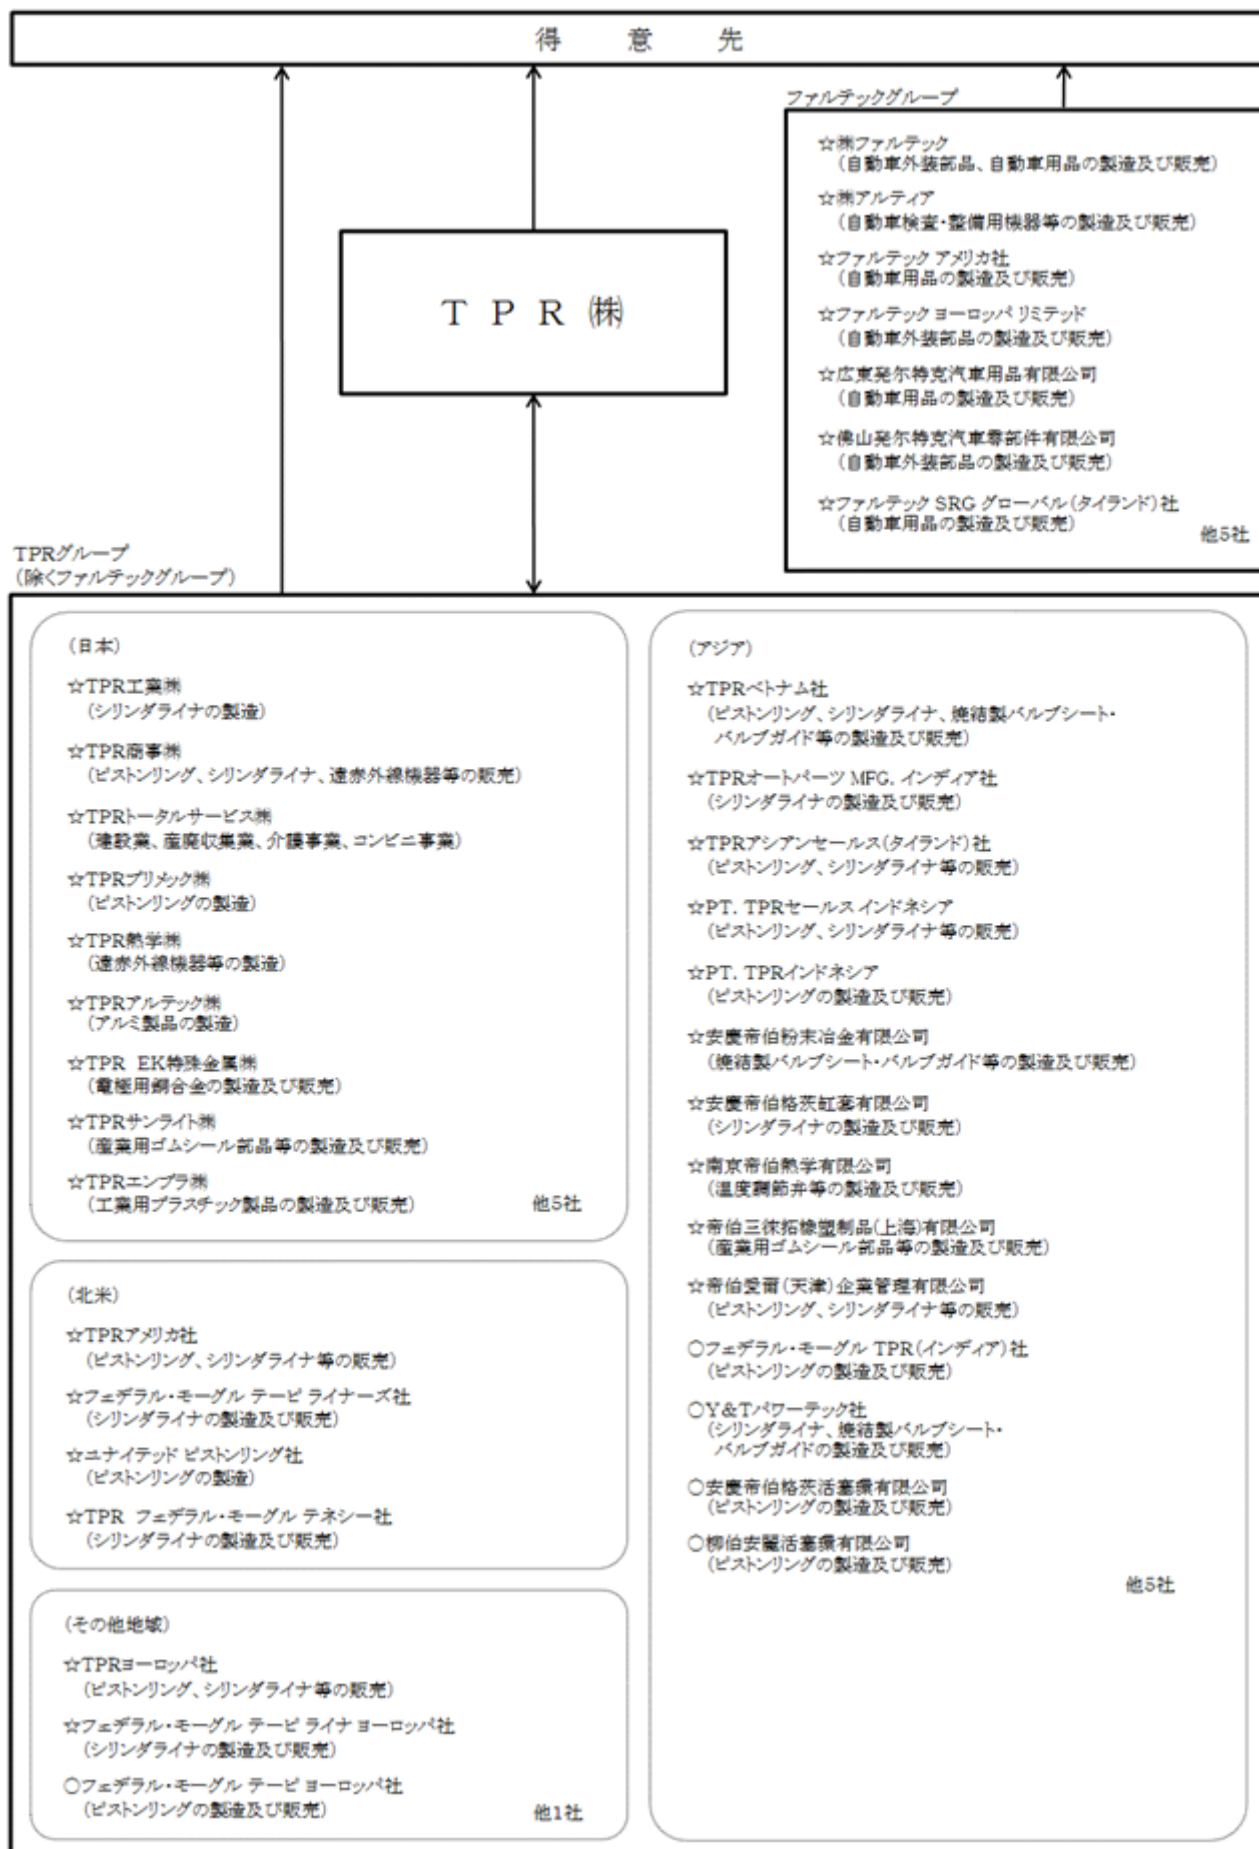 得意先
ファルテックグループ
☆㈱ファルテック
(自動車外装部品、自動車用品の製造及び販売)
☆㈱アルティア
(自動車検査・整備用機器等の製造及び販売)
☆ファルテック アメリカ社
(自動車用品の製造及び販売)
☆ファルテック ヨーロッパ リミテッド
(自動車外装部品の製造及び販売)
☆広東発尔特克汽車用品有限公司
(自動車用品の製造及び販売)
☆佛山発尔特克汽車零部件有限公司
(自動車外装部品の製造及び販売)
☆ファルテック SRG グローバル(タイランド)社
(自動車用品の製造及び販売)
他5社
TPR㈱
TPRグループ
(除くファルテックグループ)
(日本)
☆TPR工業㈱
(シリンダライナの製造)
☆TPR商事㈱
(ピストンリング、シリンダライナ、遠赤外線機器等の販売)
☆TPRトータルサービス㈱
(建設業、産廃収集業、介護事業、コンビニ事業)
☆TPRプリメック㈱
(ピストンリングの製造)
☆TPR熱学㈱
(遠赤外線機器等の製造)
☆TPRアルテック㈱
(アルミ製品の製造)
☆TPR EK特殊金属㈱
(電極用銅合金の製造及び販売)
☆TPRサンライト㈱
(産業用ゴムシール部品等の製造及び販売)
☆TPRエンプラ㈱
(工業用プラスチック製品の製造及び販売)
他5社
(北米)
☆TPRアメリカ社
(ピストンリング、シリンダライナ等の販売)
☆フェデラル・モーグル テーピ ライナーズ社
(シリンダライナの製造及び販売)
☆ユナイテッド ピストンリング社
(ピストンリングの製造)
☆TPR フェデラル・モーグル テネシー社
(シリンダライナの製造及び販売)
(その他地域)
☆TPRヨーロッパ社
(ピストンリング、シリンダライナ等の販売)
☆フェデラル・モーグル テーピ ライナ ヨーロッパ社
(シリンダライナの製造及び販売)
○フェデラル・モーグル テーピ ヨーロッパ社
(ピストンリングの製造及び販売)
他1社
(アジア)
☆TPRベトナム社
(ピストンリング、シリンダライナ、焼結製バルブシート・
バルブガイド等の製造及び販売)
☆TPRオートパーツ MFG. インディア社
(シリンダライナの製造及び販売)
☆TPRアシアンセールス(タイランド)社
(ピストンリング、シリンダライナ等の販売)
☆PT. TPRセールス インドネシア
(ピストンリング、シリンダライナ等の販売)
☆PT. TPRインドネシア
(ピストンリングの製造及び販売)
☆安慶帝伯粉末冶金有限公司
(焼結製バルブシート・バルブガイド等の製造及び販売)
☆安慶帝伯格茨缸套有限公司
(シリンダライナの製造及び販売)
☆南京帝伯熱学有限公司
(温度調節弁等の製造及び販売)
☆帝伯三徠拓橡塑制品(上海)有限公司
(産業用ゴムシール部品等の製造及び販売)
☆帝伯愛爾(天津)企業管理有限公司
(ピストンリング、シリンダライナ等の販売)
○フェデラル・モーグル TPR(インディア)社
(ピストンリングの製造及び販売)
○Y&Tパワーテック社
(シリンダライナ、焼結製バルブシート・
バルブガイドの製造及び販売)
○安慶帝伯格茨活塞環有限公司
(ピストンリングの製造及び販売)
○柳伯安麗活塞環有限公司
(ピストンリングの製造及び販売)
他5社